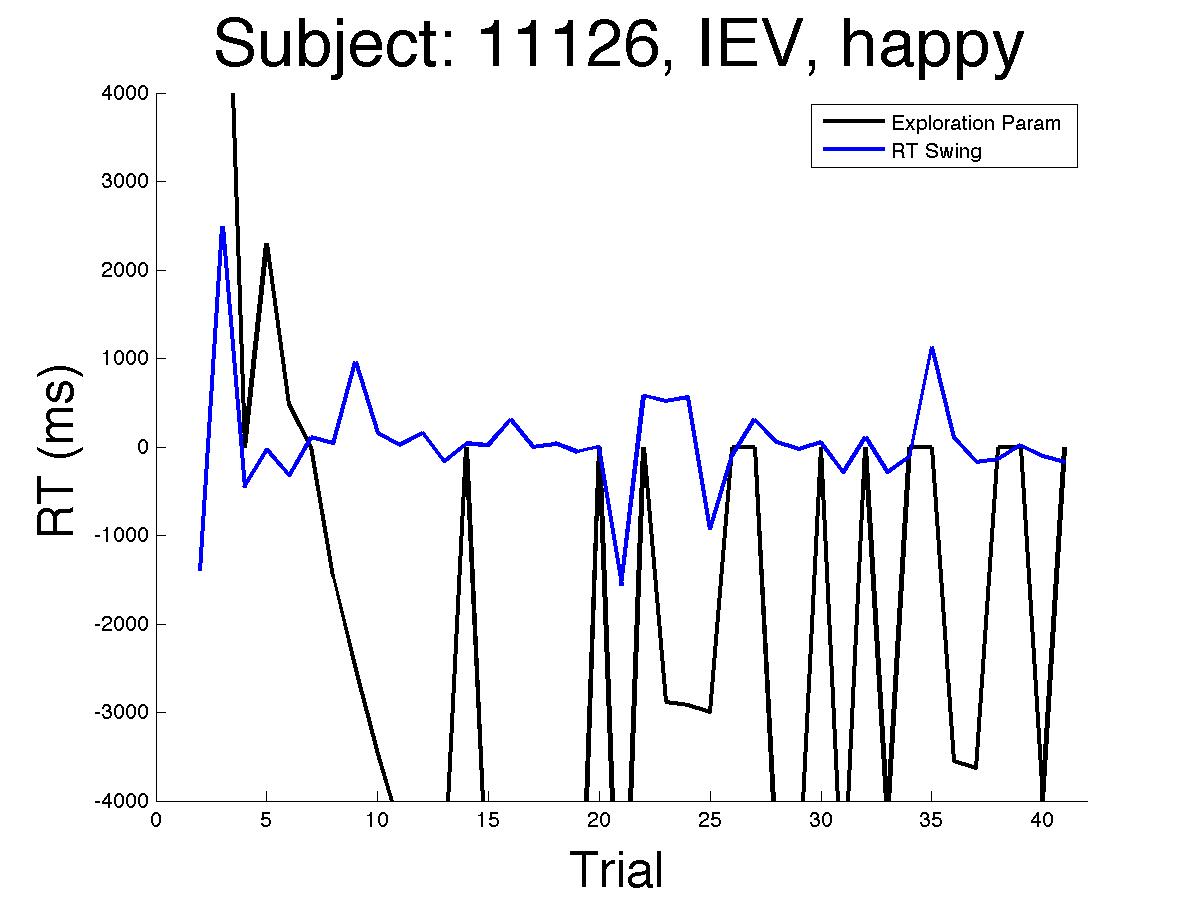 Subject: 11126, IEV, happy
4000
3000
2000
1000
0
-1000
-2000
-3000
-4000
RT (ms)
Exploration Param
RT Swing
0 5 10 15 20 25 30 35 40
Trial